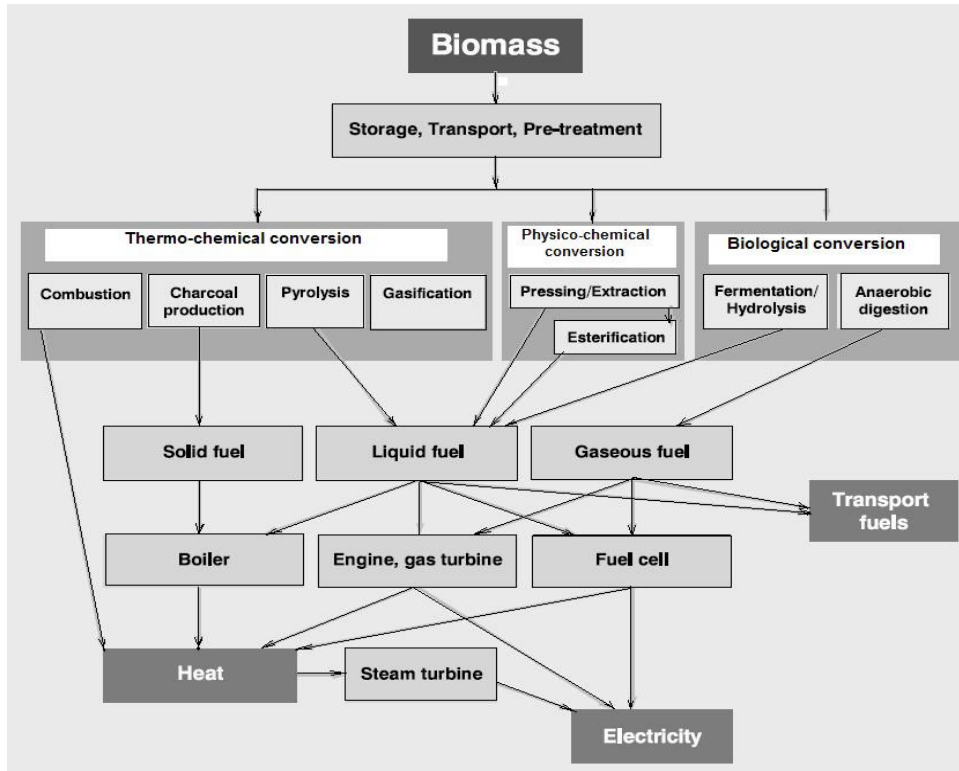 Biomass
Storage, Transport, Pre-treatment
Thermo-chemical conversion
Physico-chemical
conversion
Biological conversion
Combustion
Charcoal
production
Pyrolysis
Gasification
Pressing/Extraction
Esterification
Fermentation/
Hydrolysis
Anaerobic
digestion
Solid fuel
Liquid fuel
Gaseous fuel
Transport
fuels
Boiler
Engine, gas turbine
Fuel cell
Heat
Steam turbine
Electricity